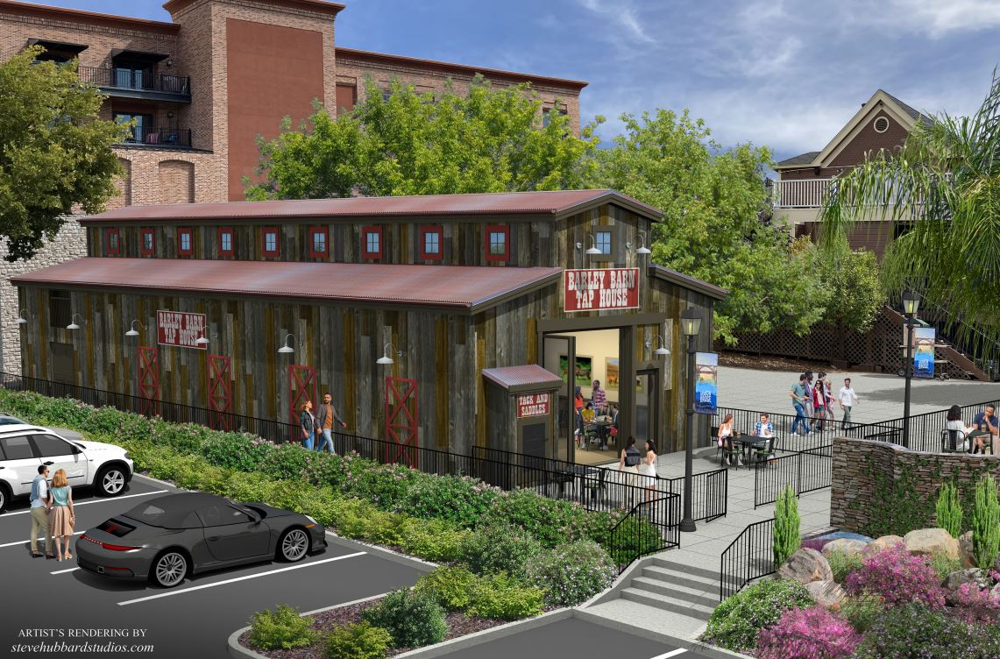 BARLEY BARN
TAP HOUSE
BARLEY BARN
TAP HOUSE
TACK AND
SADDLES
ARTIST'S RENDERING BY
stevehubbardstudios.com